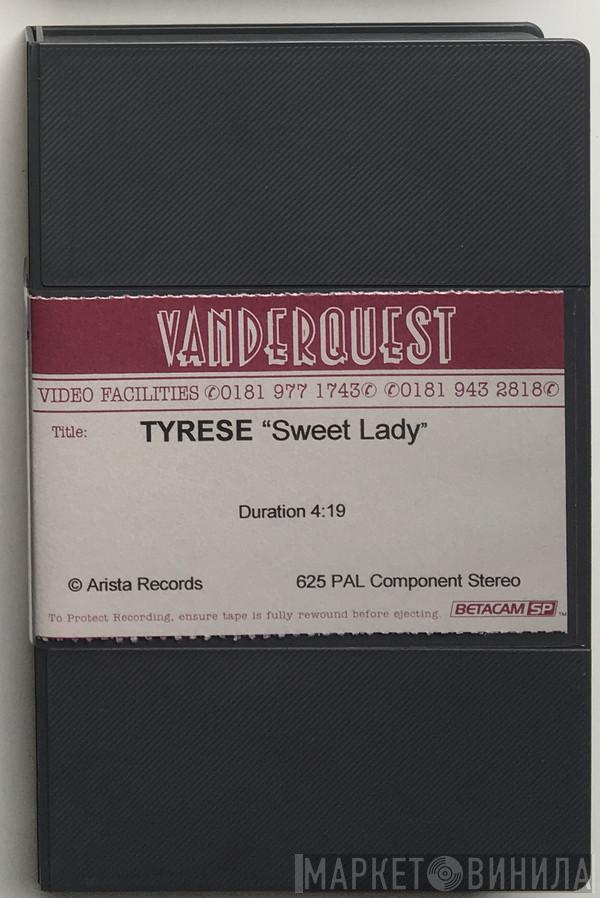 VANDERQUEST
VIDEO FACILITIES ✆0181 977 1743✆ ✆0181 943 2818✆
Title: TYRESE “Sweet Lady”
Duration 4:19
© Arista Records 625 PAL Component Stereo
To Protect Recording, ensure tape is fully rewound before ejecting. BETACAM SP ™
МАРКЕТ ВИНИЛА